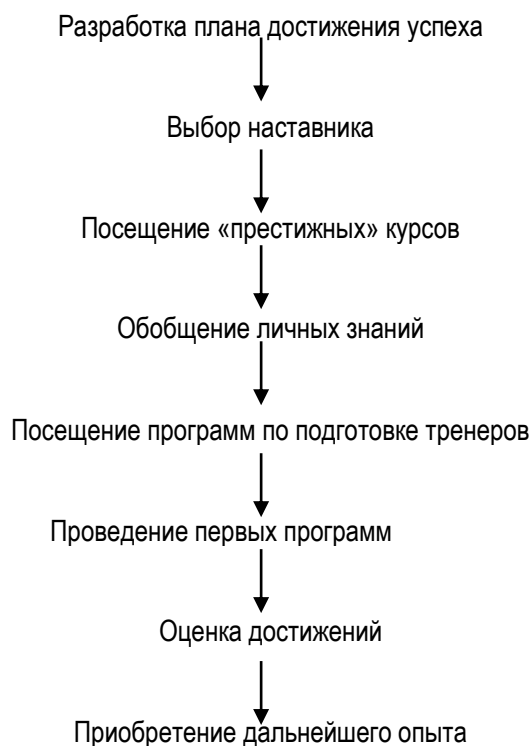 Разработка плана достижения успеха
Выбор наставника
Посещение «престижных» курсов
Обобщение личных знаний
Посещение программ по подготовке тренеров
Проведение первых программ
Оценка достижений
Приобретение дальнейшего опыта